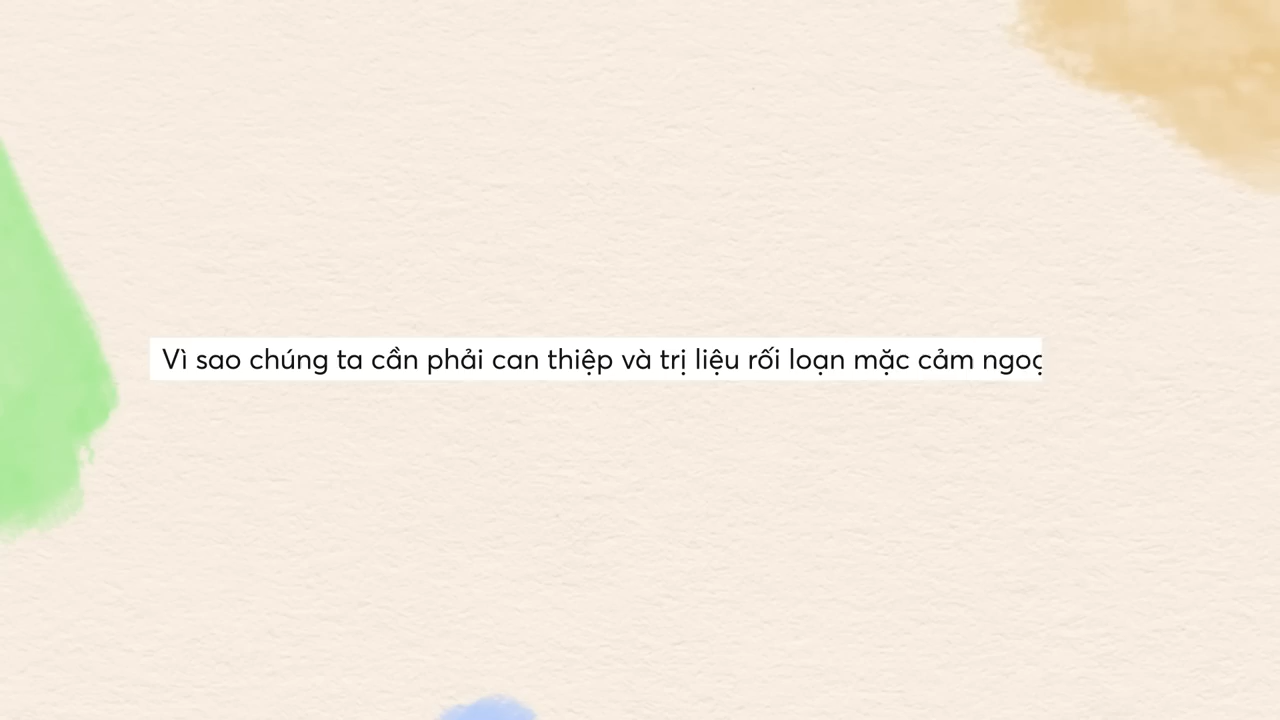 Vì sao chúng ta cần phải can thiệp và trị liệu rối loạn mặc cảm